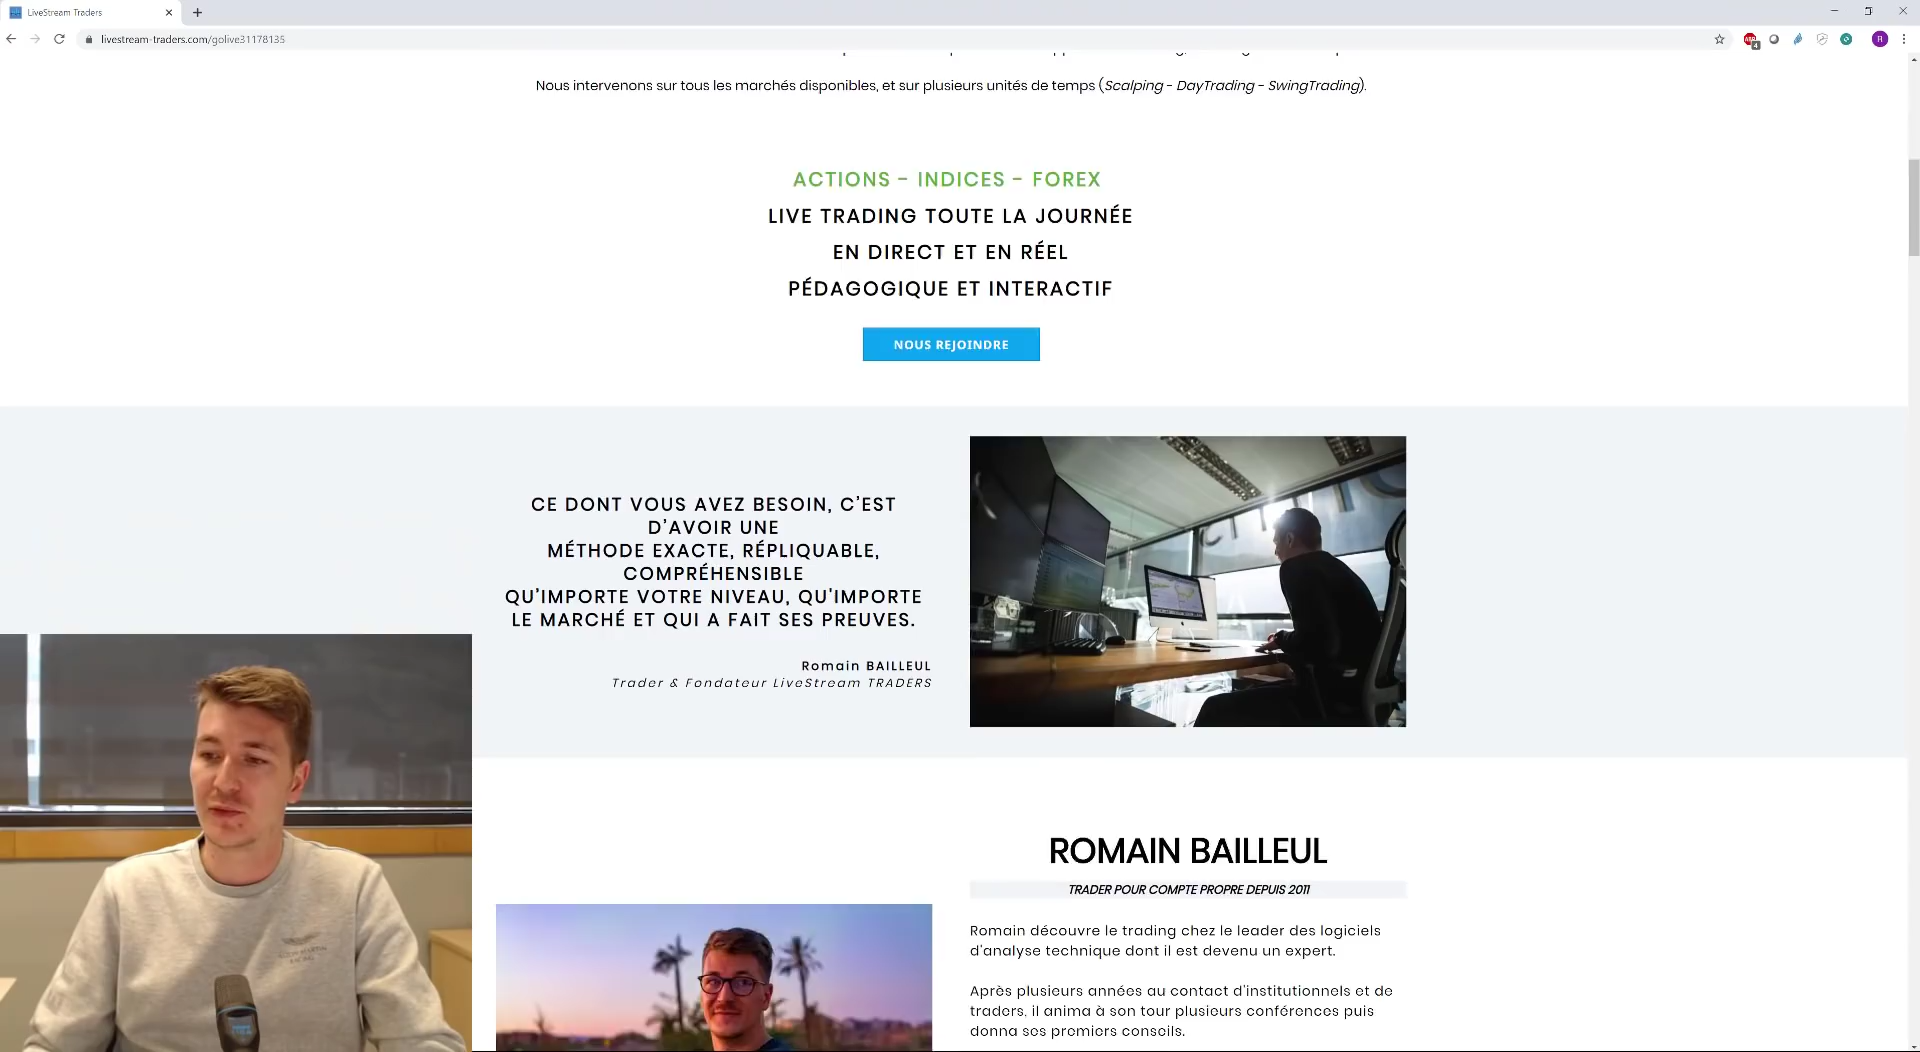 LiveStream Traders
livestream-traders.com/golive31178135
Nous intervenons sur tous les marchés disponibles, et sur plusieurs unités de temps (Scalping - DayTrading - SwingTrading).
ACTIONS - INDICES - FOREX
LIVE TRADING TOUTE LA JOURNÉE
EN DIRECT ET EN RÉEL
PÉDAGOGIQUE ET INTERACTIF
NOUS REJOINDRE
CE DONT VOUS AVEZ BESOIN, C'EST
D'AVOIR UNE
MÉTHODE EXACTE, RÉPLIQUABLE,
COMPRÉHENSIBLE
QU'IMPORTE VOTRE NIVEAU, QU'IMPORTE
LE MARCHÉ ET QUI A FAIT SES PREUVES.
Romain BAILLEUL
Trader & Fondateur LiveStream TRADERS
ROMAIN BAILLEUL
TRADER POUR COMPTE PROPRE DEPUIS 2011
Romain découvre le trading chez le leader des logiciels
d'analyse technique dont il est devenu un expert.
Après plusieurs années au contact d'institutionnels et de
traders, il anima à son tour plusieurs conférences puis
donna ses premiers conseils.